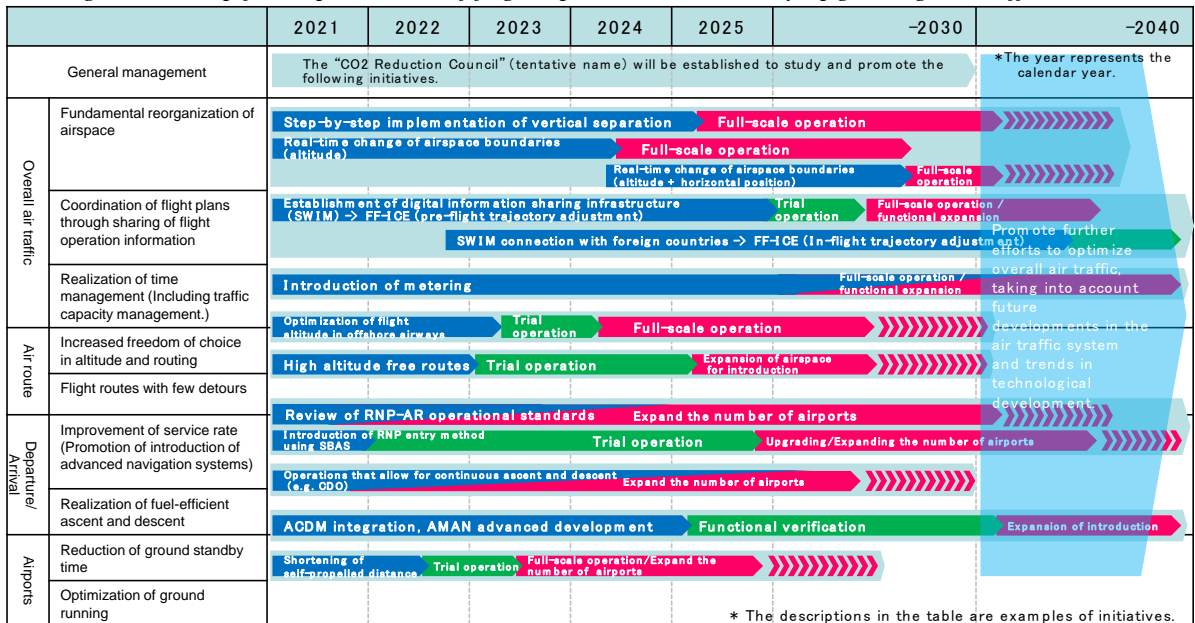 2021 2022 2023 2024 2025 -2030 -2040
General management
The "CO2 Reduction Council" (tentative name) will be established to study and promote the
following initiatives.
*The year represents the
calendar year.
Overall air traffic
Fundamental reorganization of
airspace
Step-by-step implementation of vertical separation
Full-scale operation
Real-time change of airspace boundaries
(altitude)
Full-scale operation
Real-time change of airspace boundaries
(altitude + horizontal position)
Full-scale
operation
Coordination of flight plans
through sharing of flight
operation information
Establishment of digital information sharing infrastructure
(SWIM) → FF-ICE (pre-flight trajectory adjustment)
Trial
operation
Full-scale operation /
functional expansion
SWIM connection with foreign countries → FF-ICE (In-flight trajectory adjustment)
Realization of time
management (Including traffic
capacity management.)
Introduction of metering
Full-scale operation /
functional expansion
Promote further
efforts to optimize
overall air traffic,
taking into account
future
developments in the
air traffic system
and trends in
technological
development.
Air route
Increased freedom of choice
in altitude and routing
Optimization of flight
altitude in offshore airways
Trial
operation
Full-scale operation
High altitude free routes
Trial operation
Expansion of airspace
for introduction
Flight routes with few detours
Departure/
Arrival
Improvement of service rate
(Promotion of introduction of
advanced navigation systems)
Review of RNP-AR operational standards
Expand the number of airports
Introduction of RNP entry method
using SBAS
Trial operation
Upgrading/Expanding the number of airports
Operations that allow for continuous ascent and descent
(e.g. CDO)
Expand the number of airports
Realization of fuel-efficient
ascent and descent
ACDM integration, AMAN advanced development
Functional verification
Expansion of introduction
Airports
Reduction of ground standby
time
Shortening of
self-propelled distance
Trial operation
Full-scale operation/Expand the
number of airports
Optimization of ground
running
* The descriptions in the table are examples of initiatives.